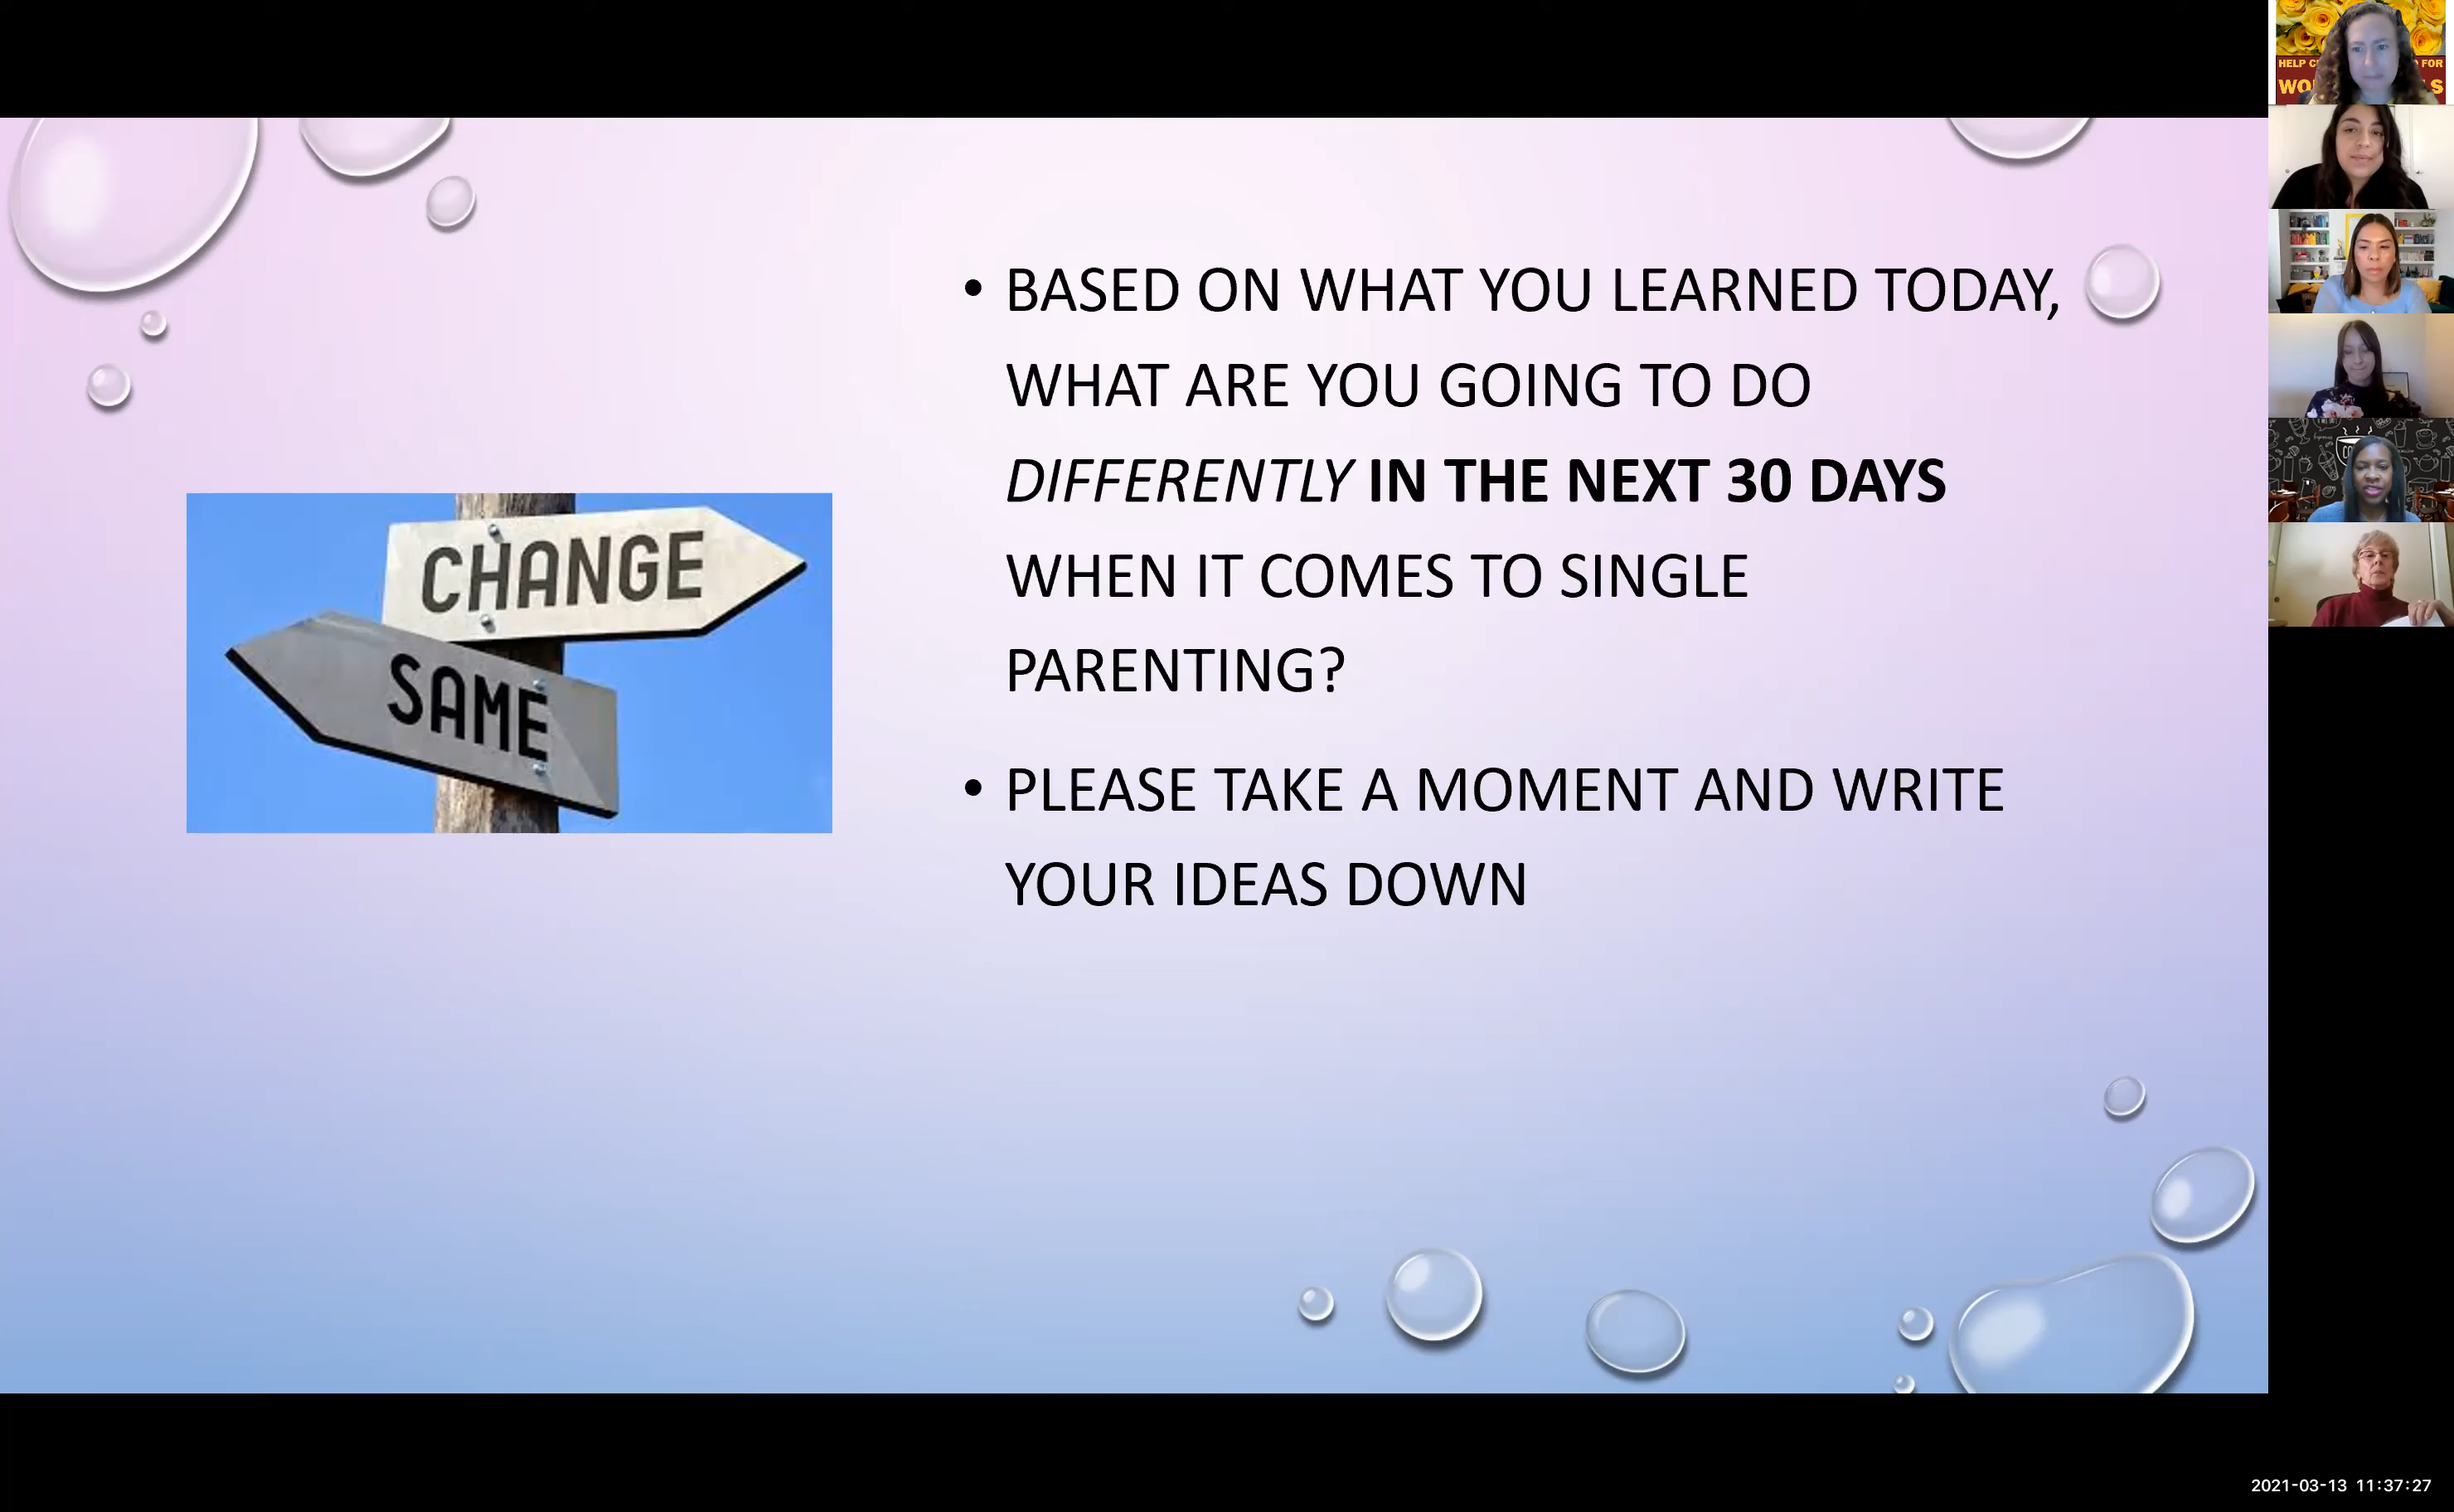 CHANGE
SAME
• BASED ON WHAT YOU LEARNED TODAY,
WHAT ARE YOU GOING TO DO
DIFFERENTLY IN THE NEXT 30 DAYS
WHEN IT COMES TO SINGLE
PARENTING?
• PLEASE TAKE A MOMENT AND WRITE
YOUR IDEAS DOWN
HELP
FOR
2021-03-13 11:37:27